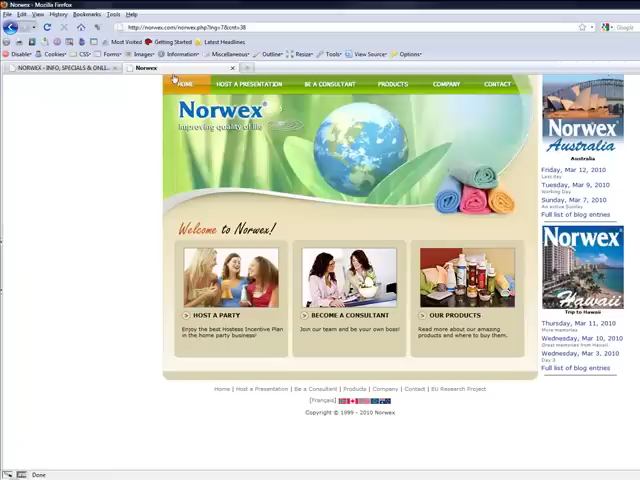 Norwex - Mozilla Firefox
View History Bookmarks Tools Help
http://norwex.com/norwex.php?lng=7&cnt=38
Most Visited Getting Started Latest Headlines
Disable Cookies CSS Forms Images Information Miscellaneous Outline Resize Tools View Source Options
NORWEX - INFO, SPECIALS & ONLI... Norwex
HOME HOST A PRESENTATION BE A CONSULTANT PRODUCTS COMPANY CONTACT
Norwex
improving quality of life
Norwex
Australia
Australia
Friday, Mar 12, 2010
Last day
Tuesday, Mar 9, 2010
Working Day
Sunday, Mar 7, 2010
An active Sunday
Full list of blog entries
Norwex
Hawaii
Trip to Hawaii
Thursday, Mar 11, 2010
More memories
Wednesday, Mar 10, 2010
Great memories from Hawaii
Wednesday, Mar 3, 2010
Day 3
Full list of blog entries
Welcome to Norwex!
HOST A PARTY
Enjoy the best Hostess Incentive Plan
in the home party business!
BECOME A CONSULTANT
Join our team and be your own boss!
OUR PRODUCTS
Read more about our amazing
products and where to buy them.
Home | Host a Presentation | Be a Consultant | Products | Company | Contact | EU Research Project
[Français]
Copyright © 1999 - 2010 Norwex
Done